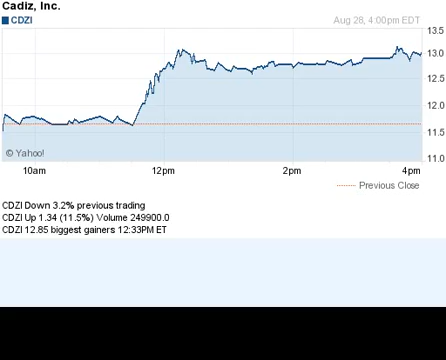 Cadiz, Inc.
CDZI Aug 28, 4:00pm EDT
13.5
13.0
12.5
12.0
11.5
11.0
© Yahoo!
10am 12pm 2pm 4pm
Previous Close
CDZI Down 3.2% previous trading
CDZI Up 1.34 (11.5%) Volume 249900.0
CDZI 12.85 biggest gainers 12:33PM ET